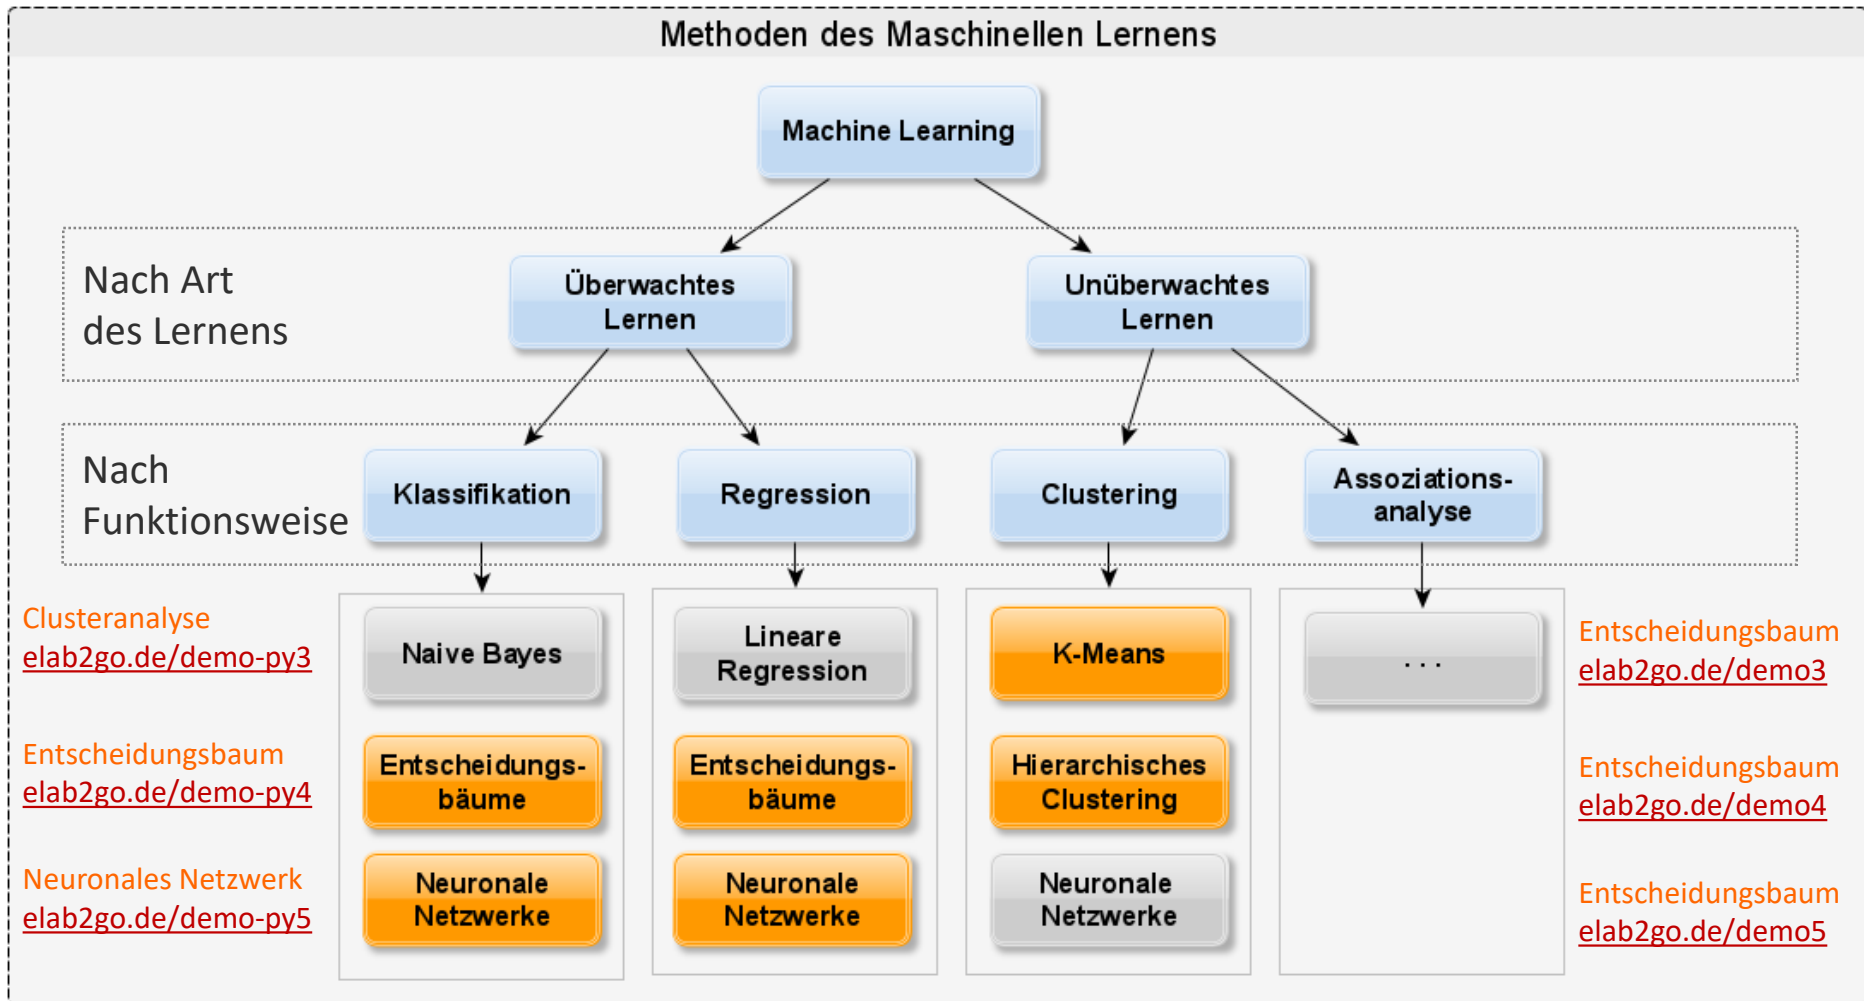 Methoden des Maschinellen Lernens
Machine Learning
Nach Art
des Lernens
Überwachtes
Lernen
Unüberwachtes
Lernen
Nach
Funktionsweise
Klassifikation
Regression
Clustering
Assoziations-
analyse
Clusteranalyse
elab2go.de/demo-py3
Entscheidungsbaum
elab2go.de/demo-py4
Neuronales Netzwerk
elab2go.de/demo-py5
Naive Bayes
Entscheidungs-
bäume
Neuronale
Netzwerke
Lineare
Regression
Entscheidungs-
bäume
Neuronale
Netzwerke
K-Means
Hierarchisches
Clustering
Neuronale
Netzwerke
...
Entscheidungsbaum
elab2go.de/demo3
Entscheidungsbaum
elab2go.de/demo4
Entscheidungsbaum
elab2go.de/demo5